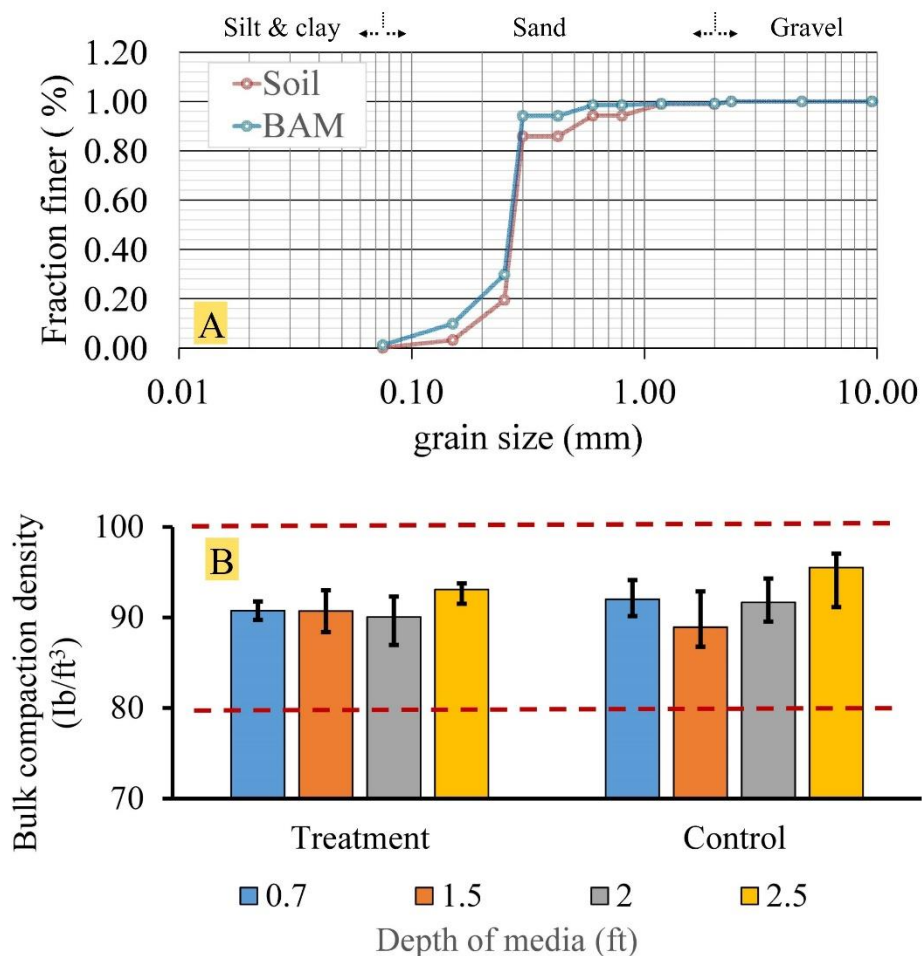 Silt & clay Sand Gravel
Fraction finer ( %)
1.20
1.00
0.80
0.60
0.40
0.20
0.00
Soil
BAM
A
0.01 0.10 1.00 10.00
grain size (mm)
Bulk compaction density
(lb/ft³)
100
90
80
70
B
Treatment Control
0.7 1.5 2 2.5
Depth of media (ft)